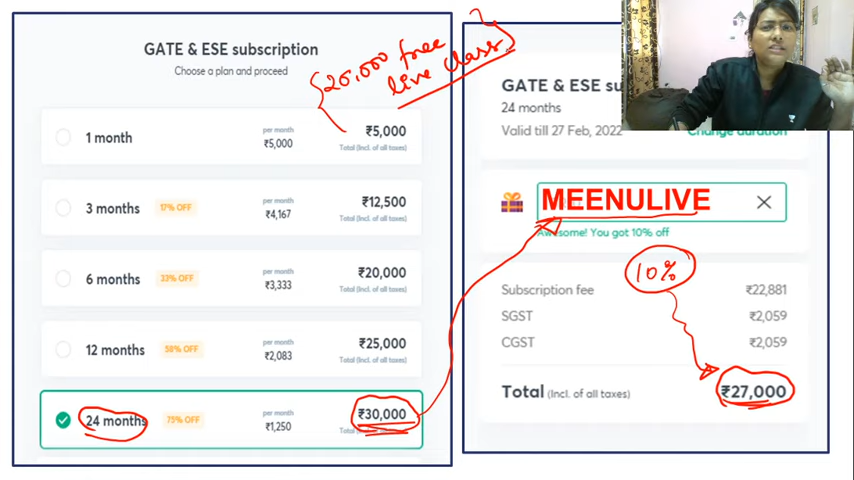 GATE & ESE subscription
Choose a plan and proceed
{20,000 free
live class}
1 month
per month
₹5,000
₹5,000
Total (Incl. of all taxes)
3 months
17% OFF
per month
₹4,167
₹12,500
Total (Incl. of all taxes)
6 months
33% OFF
per month
₹3,333
₹20,000
Total (Incl. of all taxes)
12 months
58% OFF
per month
₹2,083
₹25,000
Total (Incl. of all taxes)
24 months
75% OFF
per month
₹1,250
₹30,000
Total
GATE & ESE su
24 months
Valid till 27 Feb, 2022
Change duration
MEENULIVE
Awesome! You got 10% off
10%
Subscription fee ₹22,881
SGST ₹2,059
CGST ₹2,059
Total (Incl. of all taxes) ₹27,000